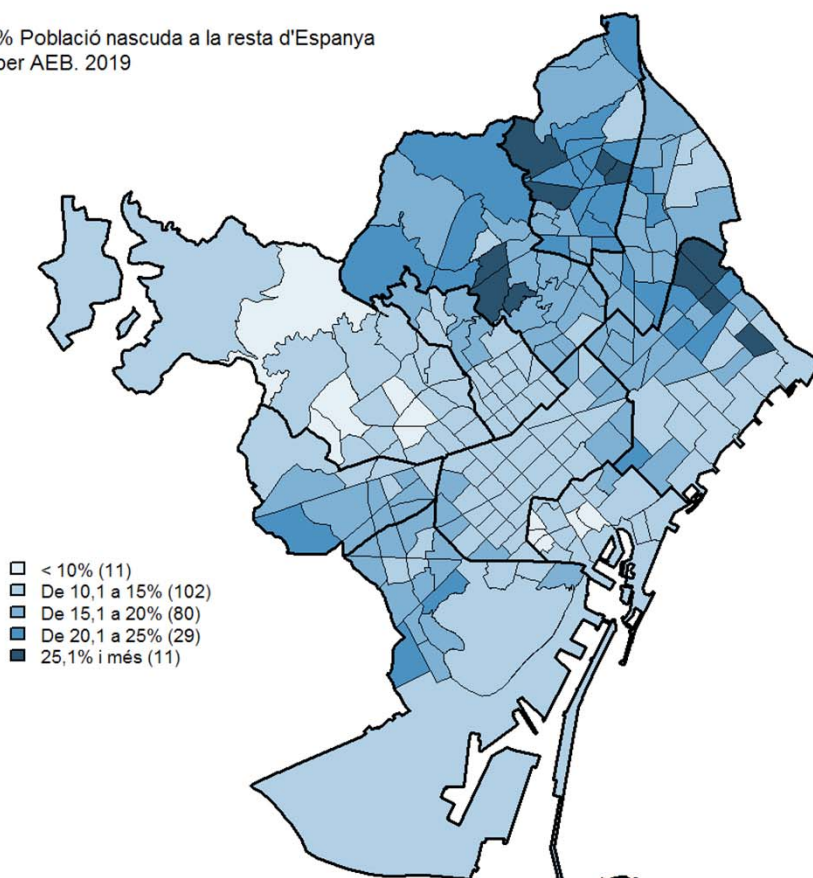 % Població nascuda a la resta d'Espanya
per AEB. 2019
< 10% (11)
De 10,1 a 15% (102)
De 15,1 a 20% (80)
De 20,1 a 25% (29)
25,1% i més (11)